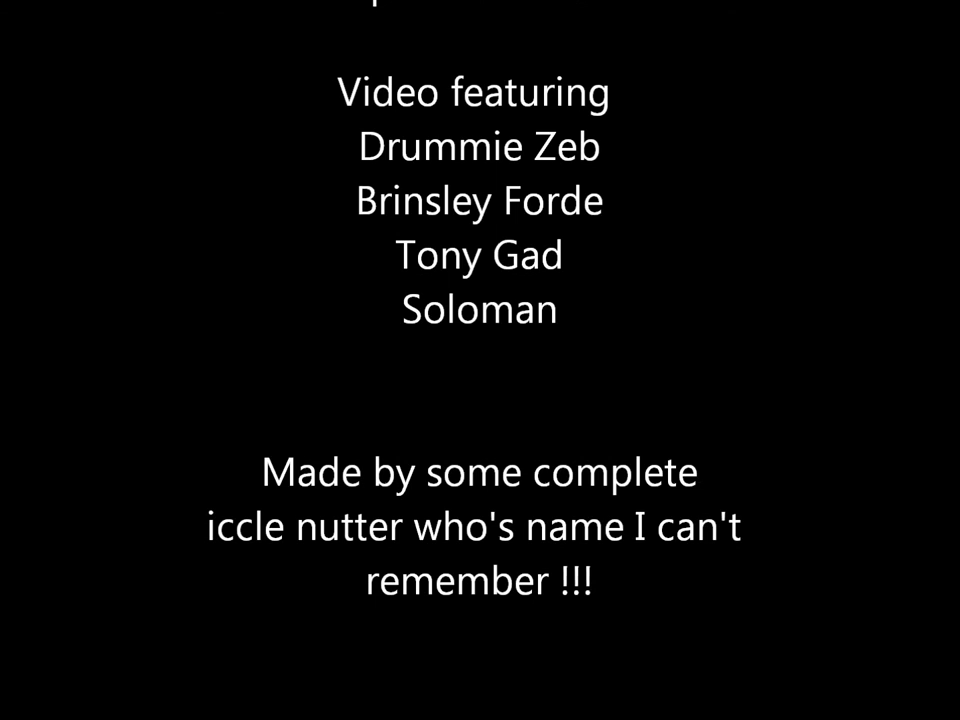 Video featuring
Drummie Zeb
Brinsley Forde
Tony Gad
Soloman
Made by some complete
iccle nutter who's name I can't
remember !!!